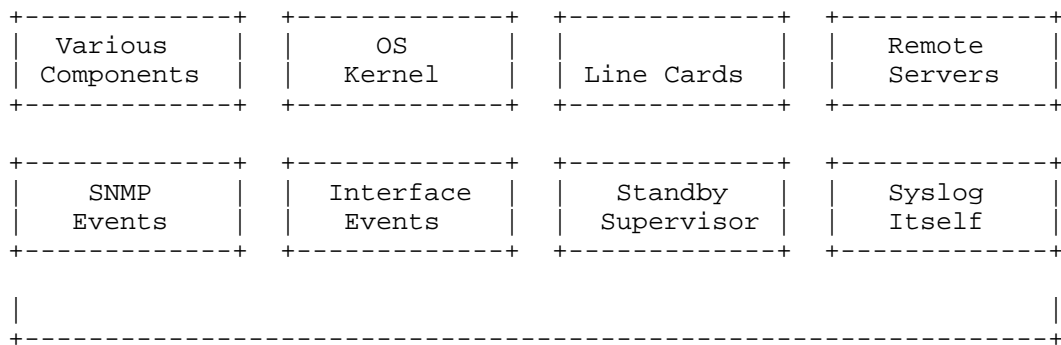 Various OS Remote
Components Kernel Line Cards Servers
SNMP Interface Standby Syslog
Events Events Supervisor Itself